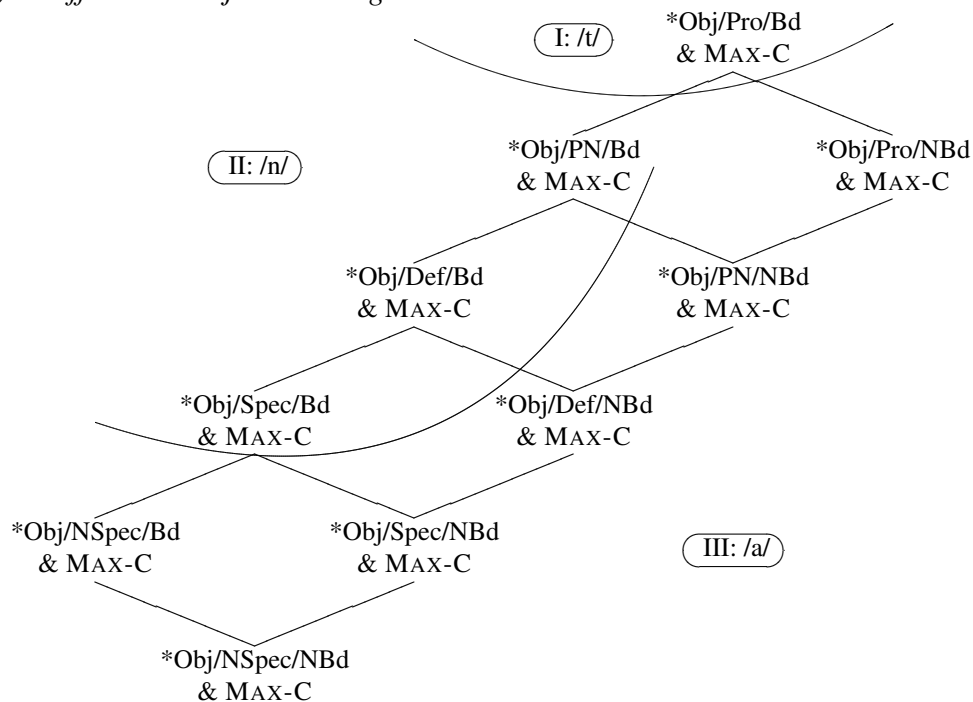 *Obj/Pro/Bd
& MAX-C
I: /t/
*Obj/PN/Bd
& MAX-C
*Obj/Pro/NBd
& MAX-C
II: /n/
*Obj/Def/Bd
& MAX-C
*Obj/PN/NBd
& MAX-C
*Obj/Spec/Bd
& MAX-C
*Obj/Def/NBd
& MAX-C
*Obj/NSpec/Bd
& MAX-C
*Obj/Spec/NBd
& MAX-C
III: /a/
*Obj/NSpec/NBd
& MAX-C